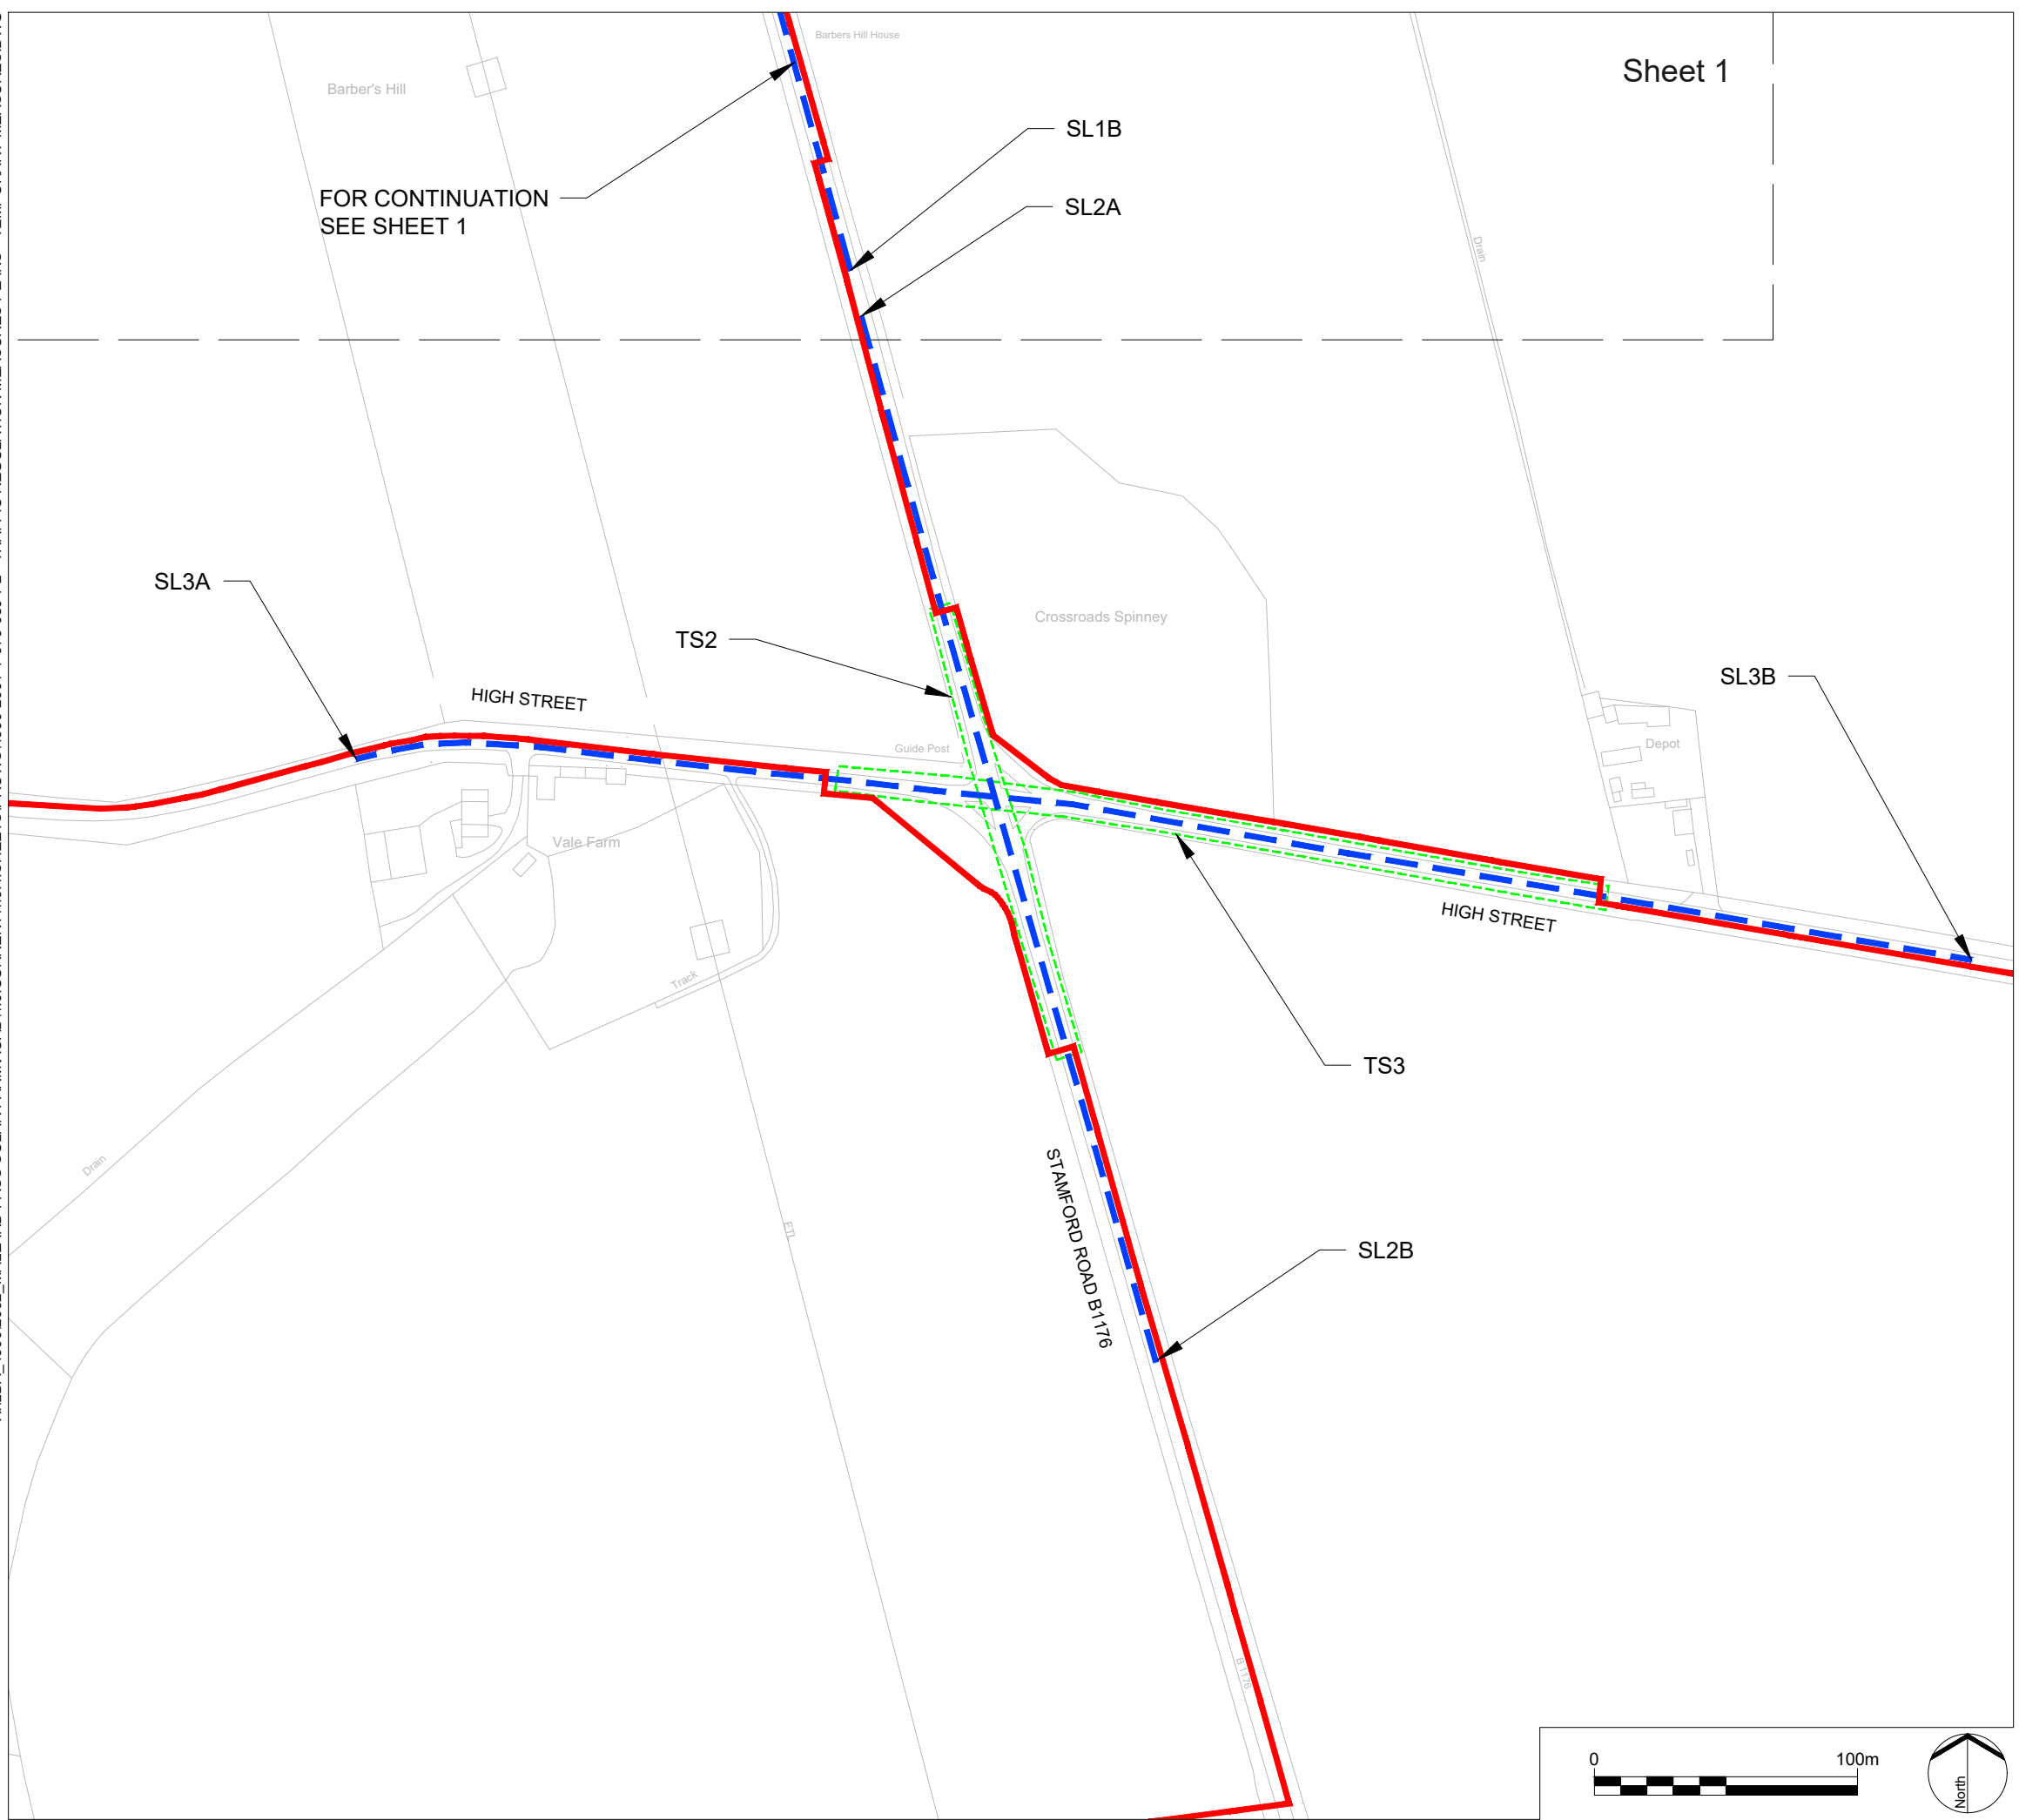 Barbers Hill House
Sheet 1
Barber's Hill
SL1B
FOR CONTINUATION
SEE SHEET 1
SL2A
Drain
SL3A
Crossroads Spinney
TS2
SL3B
HIGH STREET
Guide Post
Depot
Vale Farm
HIGH STREET
Track
TS3
Drain
STAMFORD ROAD B1176
ETL
SL2B
B 1176
0 100m
North